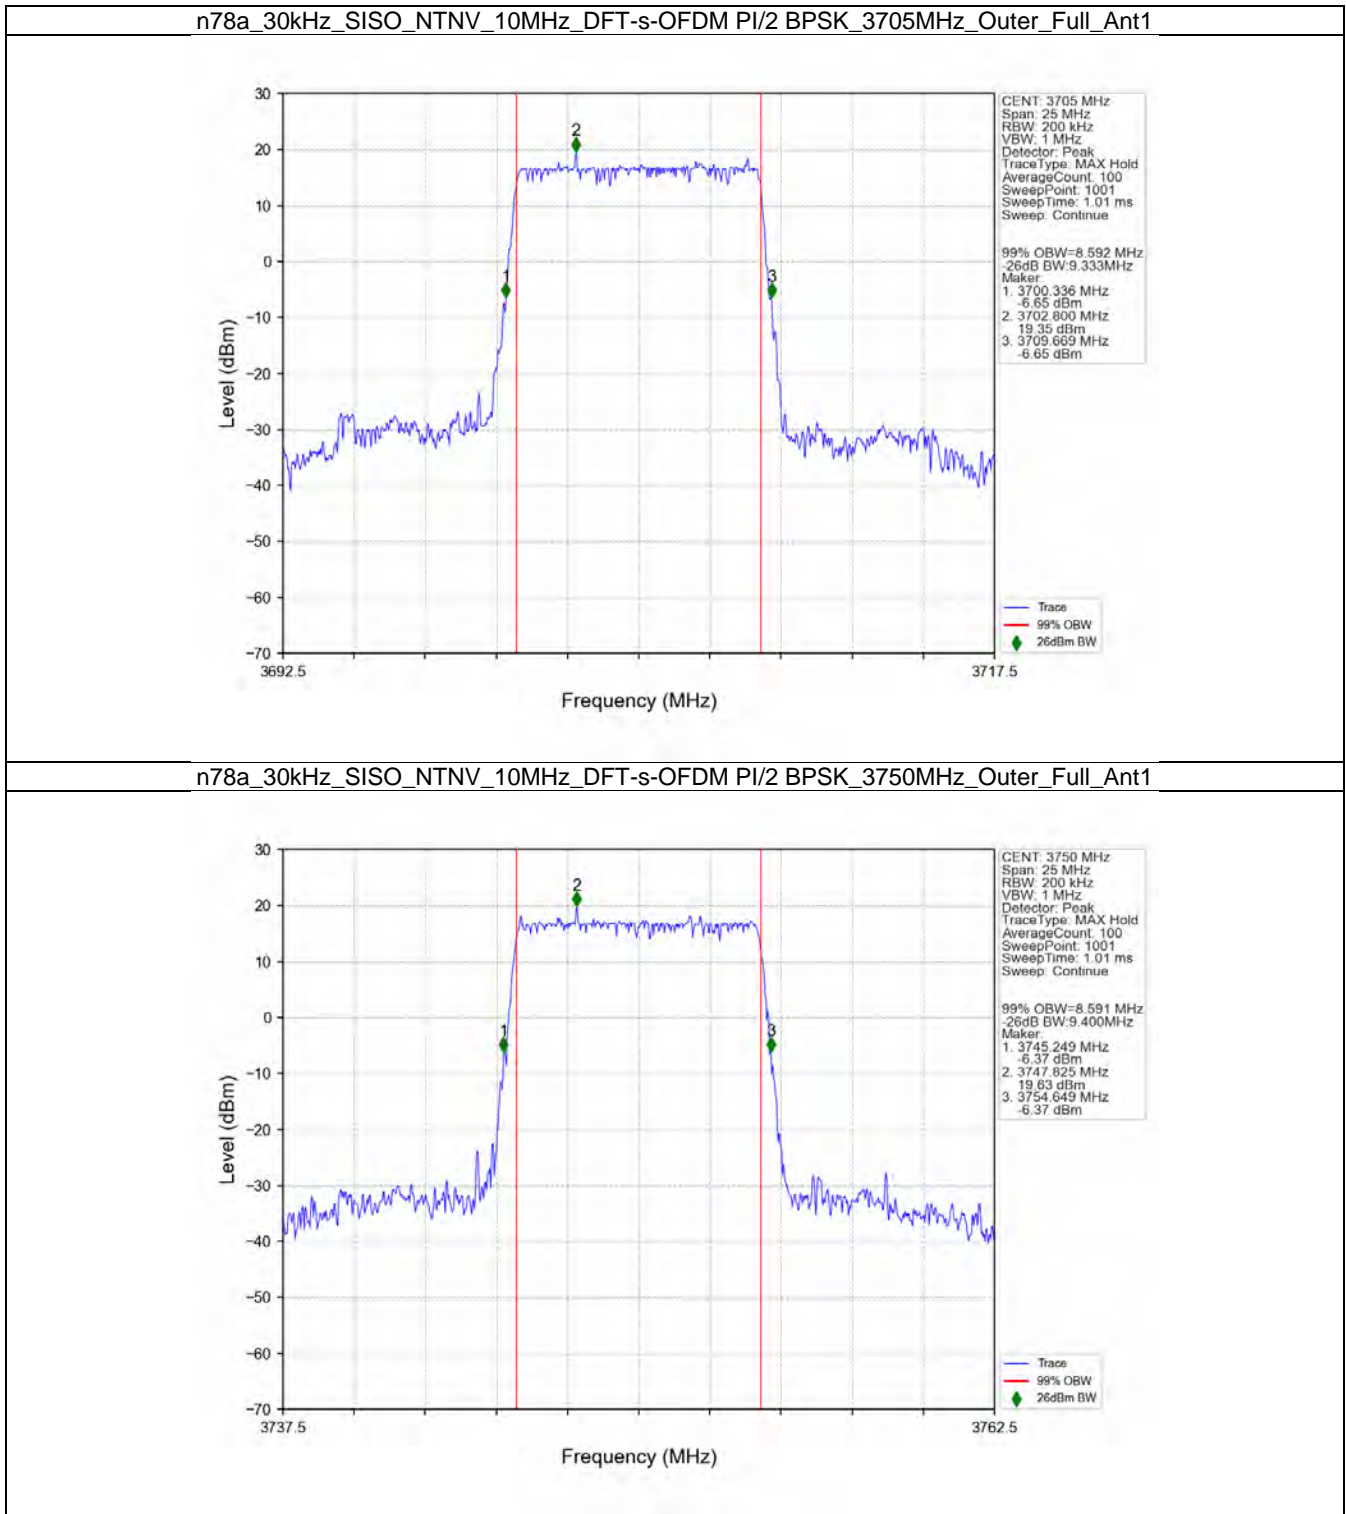 n78a_30kHz_SISO_NTNV_10MHz_DFT-s-OFDM PI/2 BPSK_3705MHz_Outer_Full_Ant1
30
20
10
0
−10
−20
−30
−40
−50
−60
−70
Level (dBm)
1
2
3
3692.5
3717.5
Frequency (MHz)
CENT: 3705 MHz
Span: 25 MHz
RBW: 200 kHz
VBW: 1 MHz
Detector: Peak
TraceType: MAX Hold
AverageCount: 100
SweepPoint: 1001
SweepTime: 1.01 ms
Sweep: Continue
99% OBW=8.592 MHz
-26dB BW:9.333MHz
Maker:
1. 3700.336 MHz
-6.65 dBm
2. 3702.800 MHz
19.35 dBm
3. 3709.669 MHz
-6.65 dBm
Trace
99% OBW
26dBm BW
n78a_30kHz_SISO_NTNV_10MHz_DFT-s-OFDM PI/2 BPSK_3750MHz_Outer_Full_Ant1
30
20
10
0
−10
−20
−30
−40
−50
−60
−70
Level (dBm)
1
2
3
3737.5
3762.5
Frequency (MHz)
CENT: 3750 MHz
Span: 25 MHz
RBW: 200 kHz
VBW: 1 MHz
Detector: Peak
TraceType: MAX Hold
AverageCount: 100
SweepPoint: 1001
SweepTime: 1.01 ms
Sweep: Continue
99% OBW=8.591 MHz
-26dB BW:9.400MHz
Maker:
1. 3745.249 MHz
-6.37 dBm
2. 3747.825 MHz
19.63 dBm
3. 3754.649 MHz
-6.37 dBm
Trace
99% OBW
26dBm BW